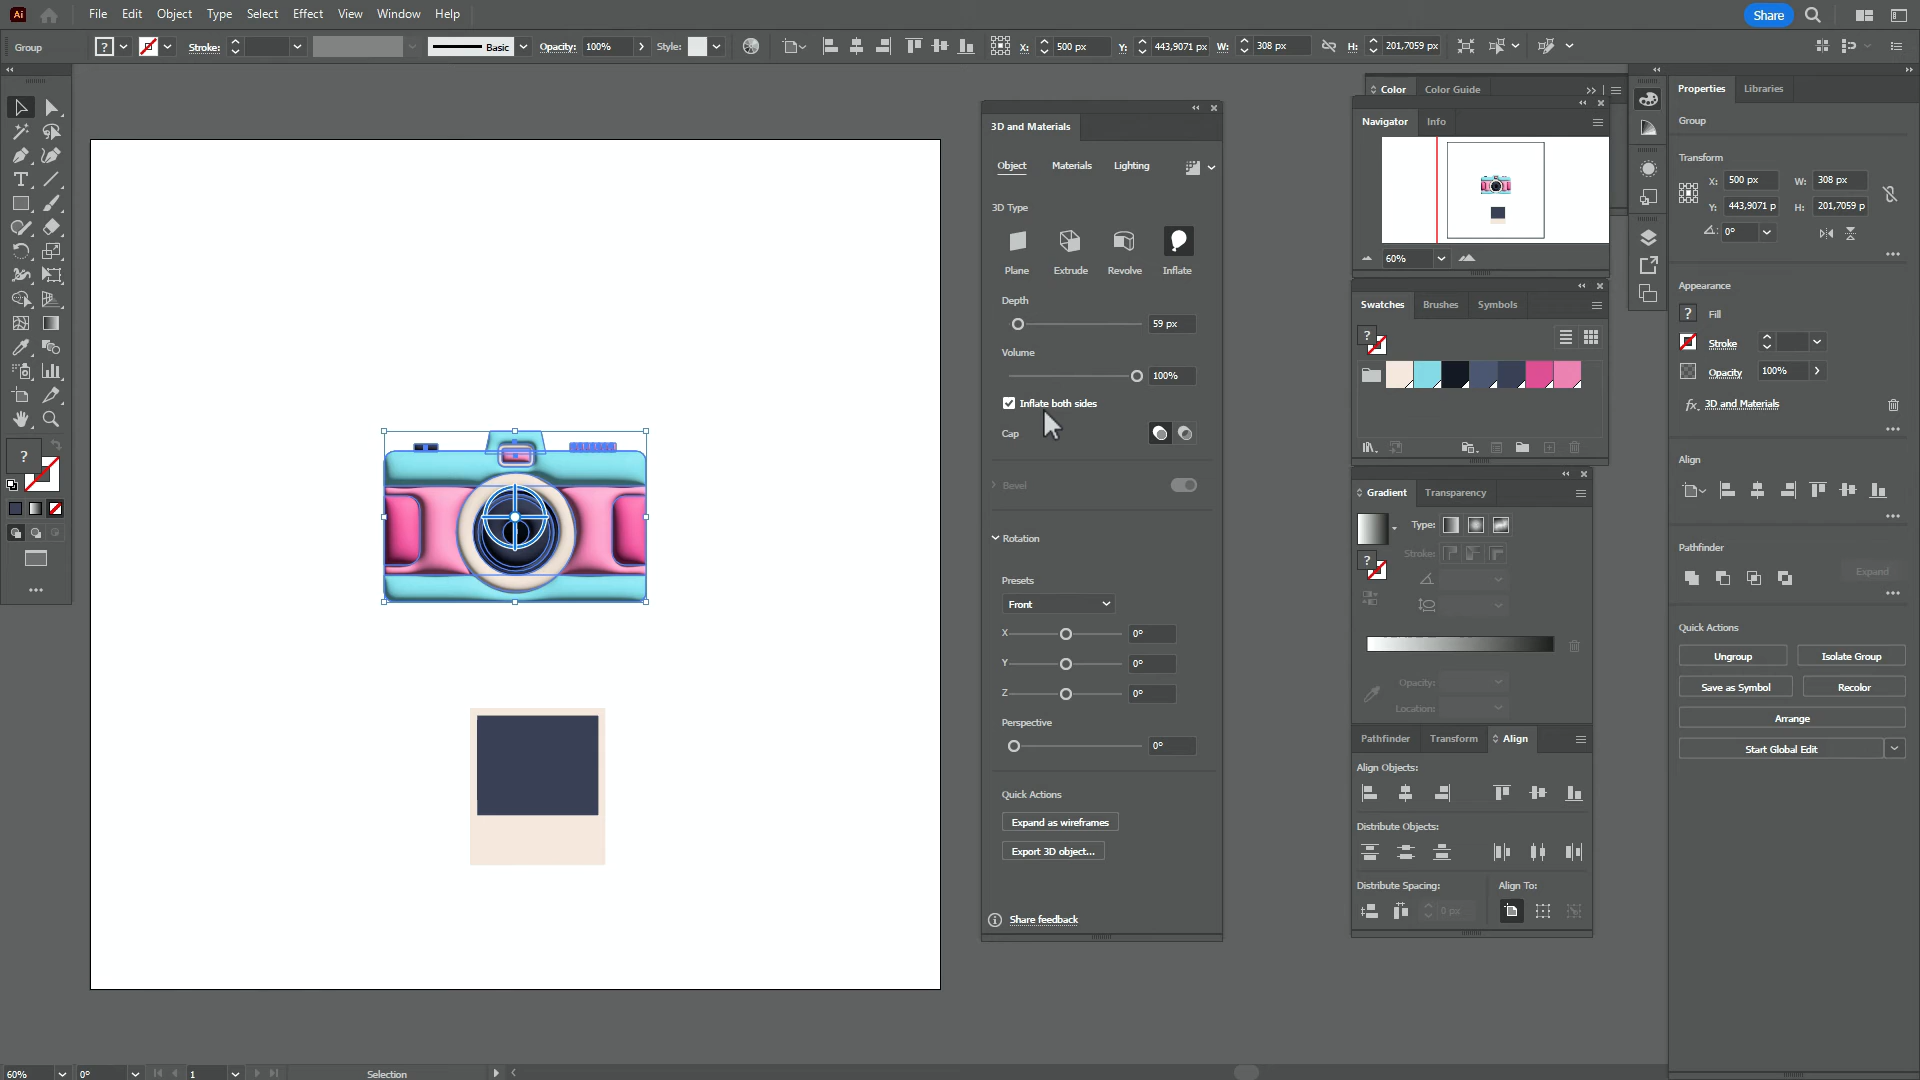 Ai
File Edit Object Type Select Effect View Window Help
Share
Group
?
Stroke:
Basic
Opacity: 100%
Style:
X: 500 px
Y: 443,9071 px
W: 308 px
H: 201,7059 px
3D and Materials
Object Materials Lighting
3D Type
Plane Extrude Revolve Inflate
Depth
59 px
Volume
100%
Inflate both sides
Cap
Bevel
Rotation
Presets
Front
X 0°
Y 0°
Z 0°
Perspective
0°
Quick Actions
Expand as wireframes
Export 3D object...
Share feedback
Color Color Guide
Navigator Info
60%
Swatches Brushes Symbols
?
Gradient Transparency
Type:
Stroke:
?
Opacity:
Location:
Pathfinder Transform Align
Align Objects:
Distribute Objects:
Distribute Spacing: Align To:
0 px
Properties Libraries
Group
Transform
X: 500 px W: 308 px
Y: 443,9071 p H: 201,7059 p
0°
Appearance
? Fill
Stroke
Opacity 100%
fx 3D and Materials
Align
Pathfinder
Expand
Quick Actions
Ungroup Isolate Group
Save as Symbol Recolor
Arrange
Start Global Edit
T
?
60% 0° 1 Selection